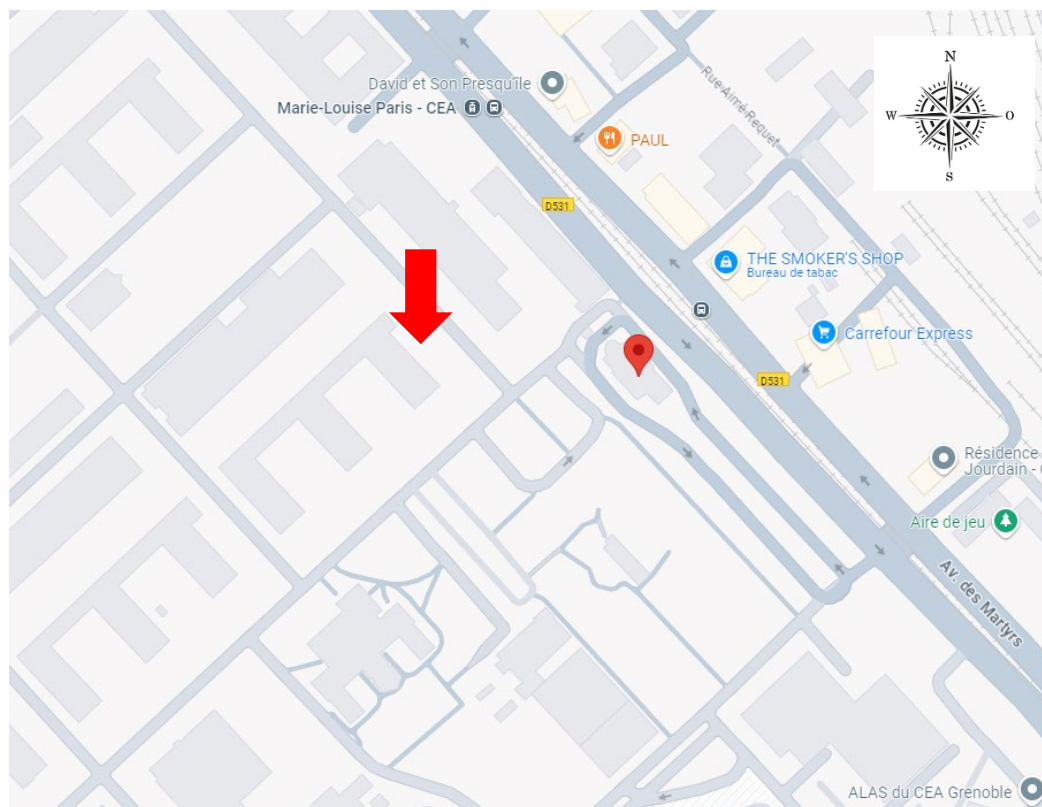 David et Son Presqu'île
Marie-Louise Paris - CEA
PAUL
Rue Aimé Requet
N
W
O
S
D531
THE SMOKER'S SHOP
Bureau de tabac
Carrefour Express
D531
Résidence
Jourdain - C
Aire de jeu
Av. des Martyrs
ALAS du CEA Grenoble